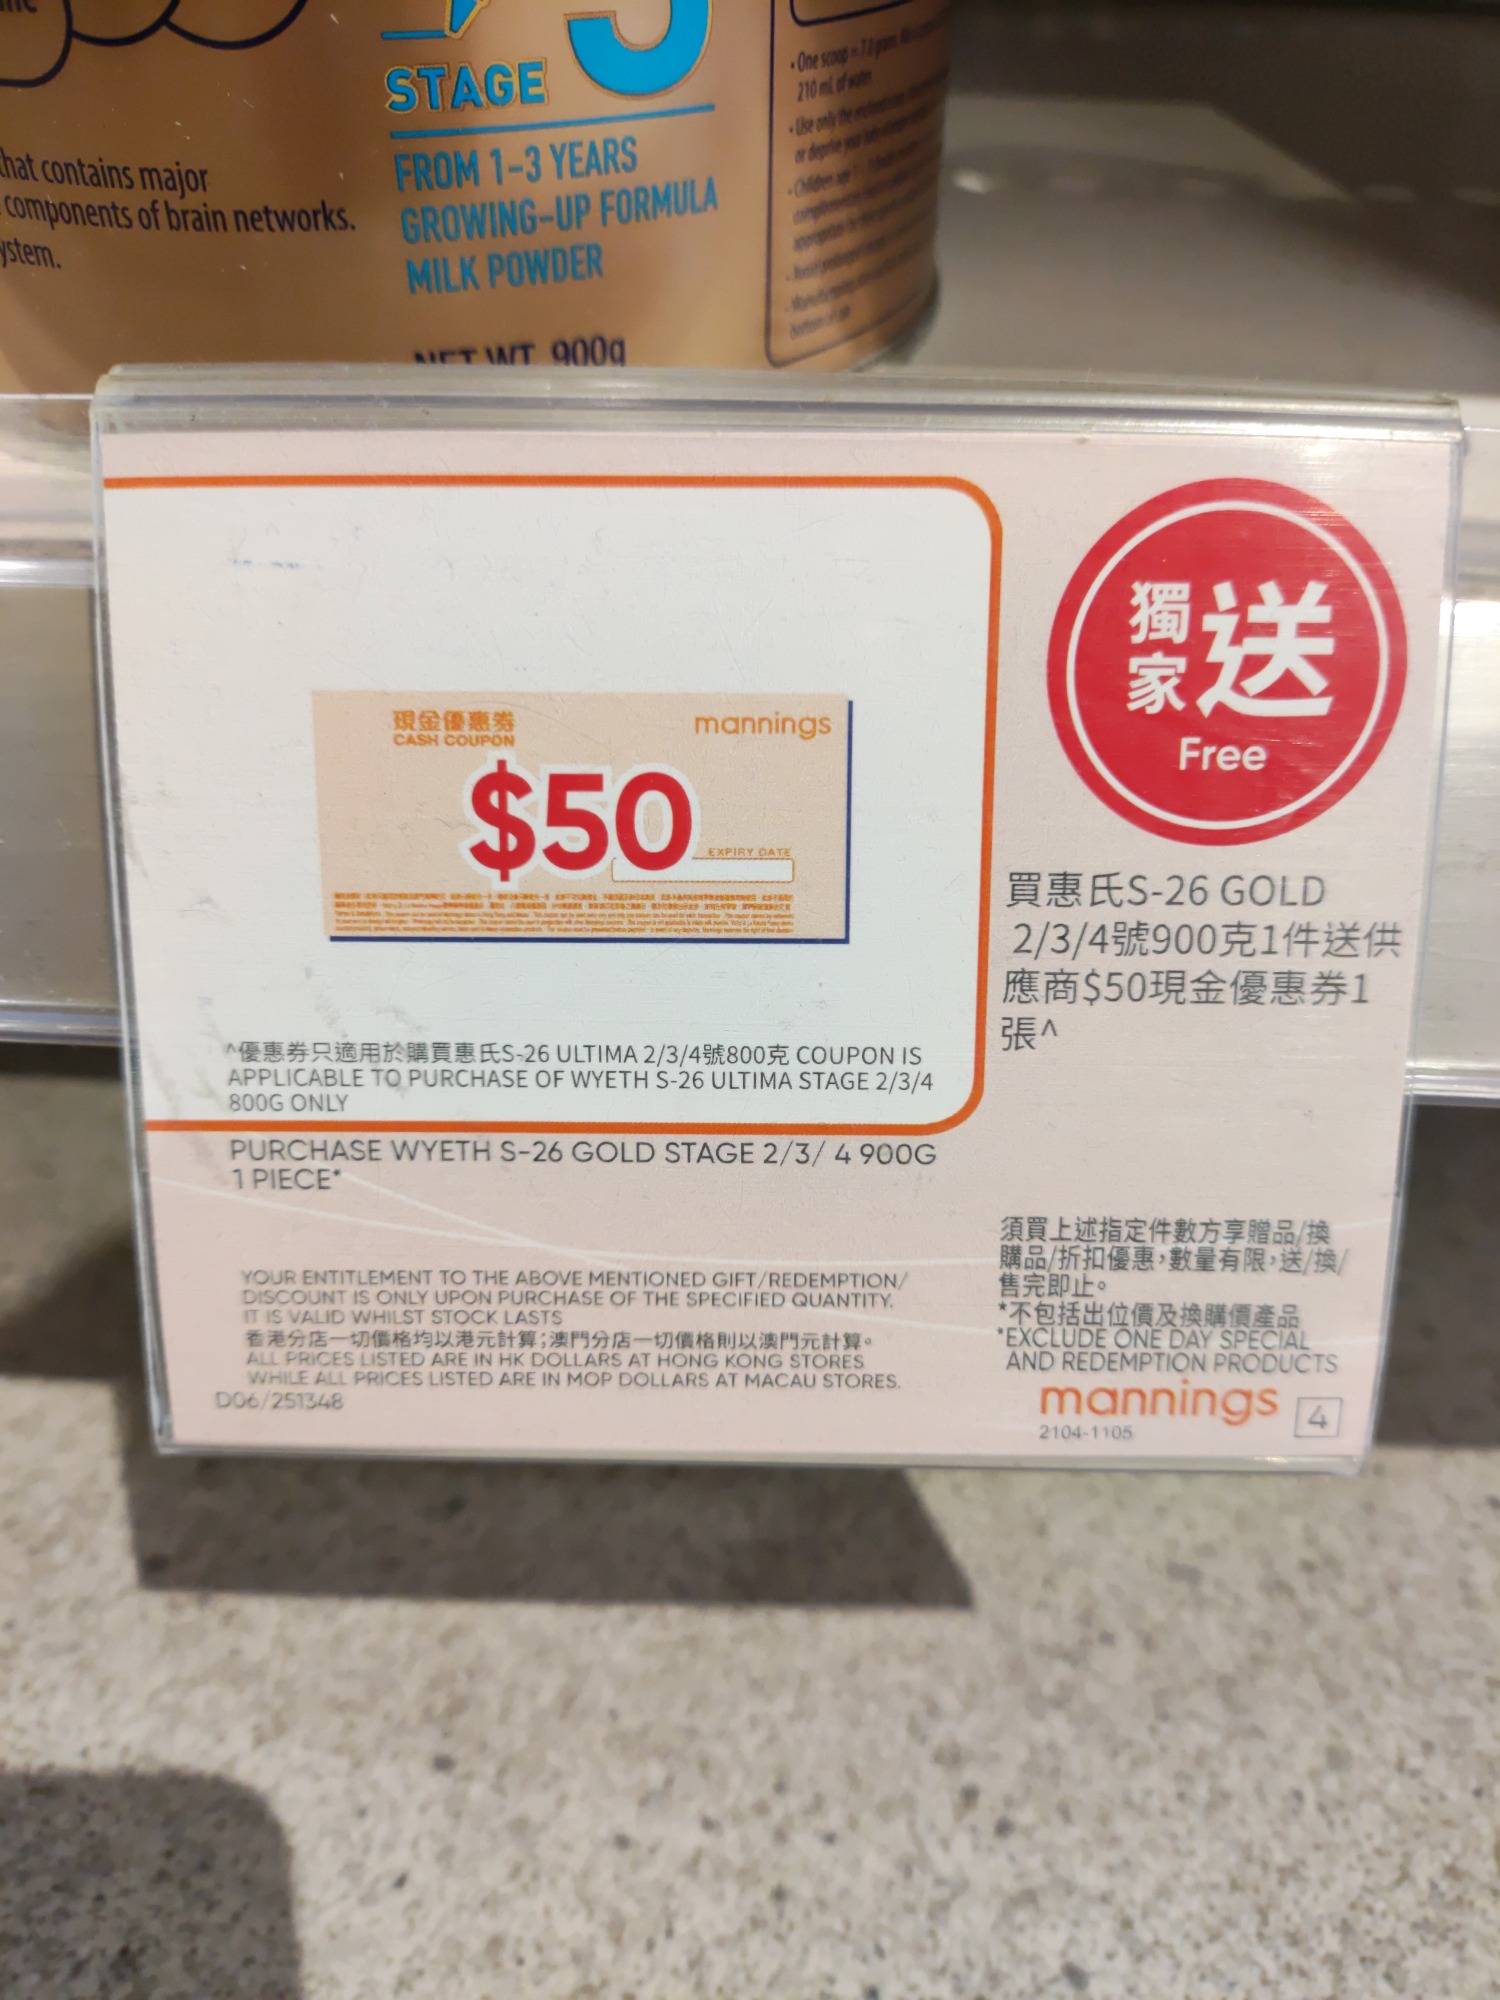 STAGE
FROM 1-3 YEARS
GROWING-UP FORMULA
MILK POWDER
NET WT. 900g
that contains major
components of brain networks.
ystem.
• One scoop = 7.2 gram
210 ml of water.
獨家送
Free
現金優惠券
CASH COUPON
mannings
$50
EXPIRY DATE
買惠氏S-26 GOLD
2/3/4號900克1件送供
應商$50現金優惠券1
張^
^優惠券只適用於購買惠氏S-26 ULTIMA 2/3/4號800克 COUPON IS
APPLICABLE TO PURCHASE OF WYETH S-26 ULTIMA STAGE 2/3/4
800G ONLY
PURCHASE WYETH S-26 GOLD STAGE 2/3/ 4 900G
1 PIECE*
YOUR ENTITLEMENT TO THE ABOVE MENTIONED GIFT/REDEMPTION/
DISCOUNT IS ONLY UPON PURCHASE OF THE SPECIFIED QUANTITY.
IT IS VALID WHILST STOCK LASTS
香港分店一切價格均以港元計算;澳門分店一切價格則以澳門元計算。
ALL PRICES LISTED ARE IN HK DOLLARS AT HONG KONG STORES
WHILE ALL PRICES LISTED ARE IN MOP DOLLARS AT MACAU STORES.
D06/251348
須買上述指定件數方享贈品/換
購品/折扣優惠,數量有限,送/換/
售完即止。
*不包括出位價及換購價產品
*EXCLUDE ONE DAY SPECIAL
AND REDEMPTION PRODUCTS
mannings
4
2104-1105